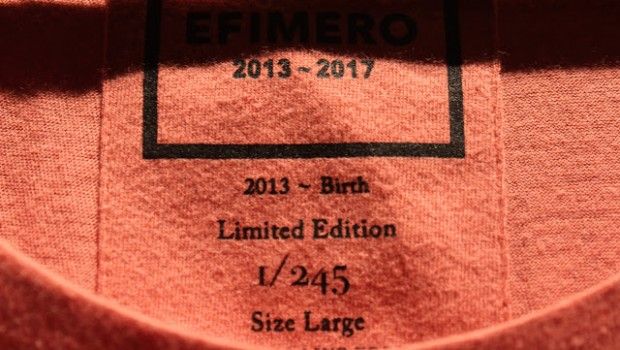 EFIMERO
2013 ~ 2017
2013 ~ Birth
Limited Edition
1/245
Size Large